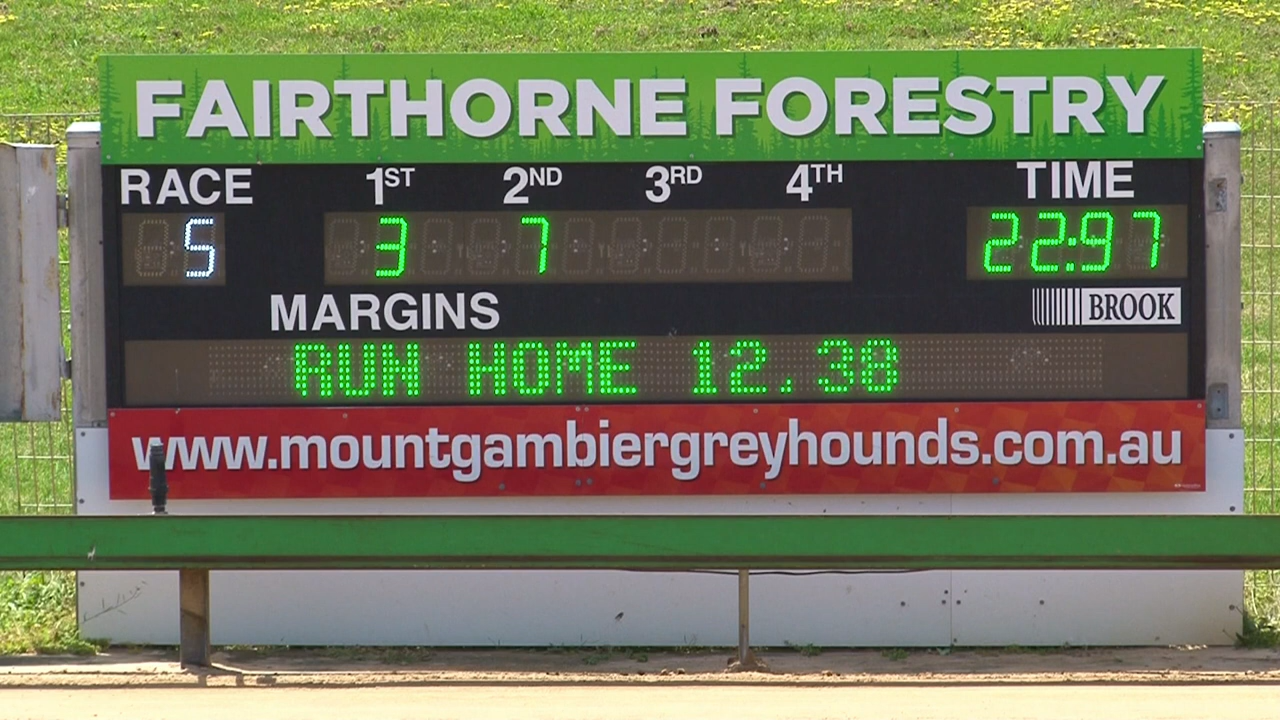 FAIRTHORNE FORESTRY
RACE 1ST 2ND 3RD 4TH TIME
5 3 7 22:97
MARGINS BROOK
RUN HOME 12.38
www.mountgambiergreyhounds.com.au